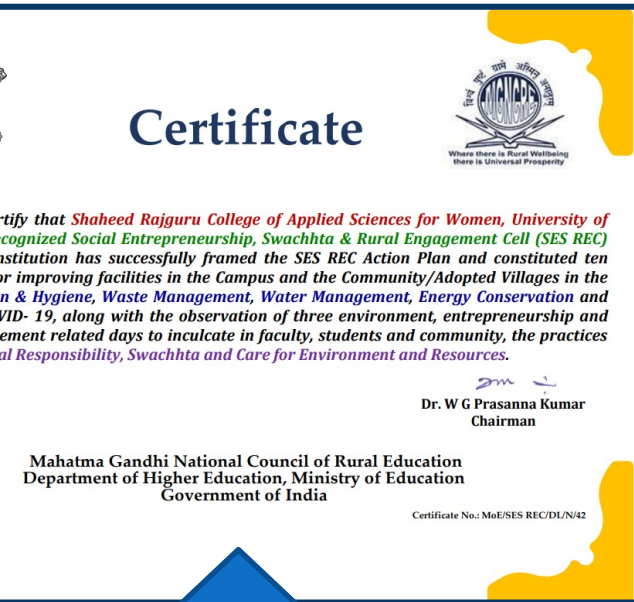 Certificate
विश्वं पुष्टं ग्रामे अस्मिन् अनातुरम्
MGNCRE
Where there is Rural Wellbeing
there is Universal Prosperity
rtify that Shaheed Rajguru College of Applied Sciences for Women, University of
ecognized Social Entrepreneurship, Swachhta & Rural Engagement Cell (SES REC)
nstitution has successfully framed the SES REC Action Plan and constituted ten
or improving facilities in the Campus and the Community/Adopted Villages in the
n & Hygiene, Waste Management, Water Management, Energy Conservation and
VID- 19, along with the observation of three environment, entrepreneurship and
ement related days to inculcate in faculty, students and community, the practices
al Responsibility, Swachhta and Care for Environment and Resources.
Dr. W G Prasanna Kumar
Chairman
Mahatma Gandhi National Council of Rural Education
Department of Higher Education, Ministry of Education
Government of India
Certificate No.: MoE/SES REC/DL/N/42